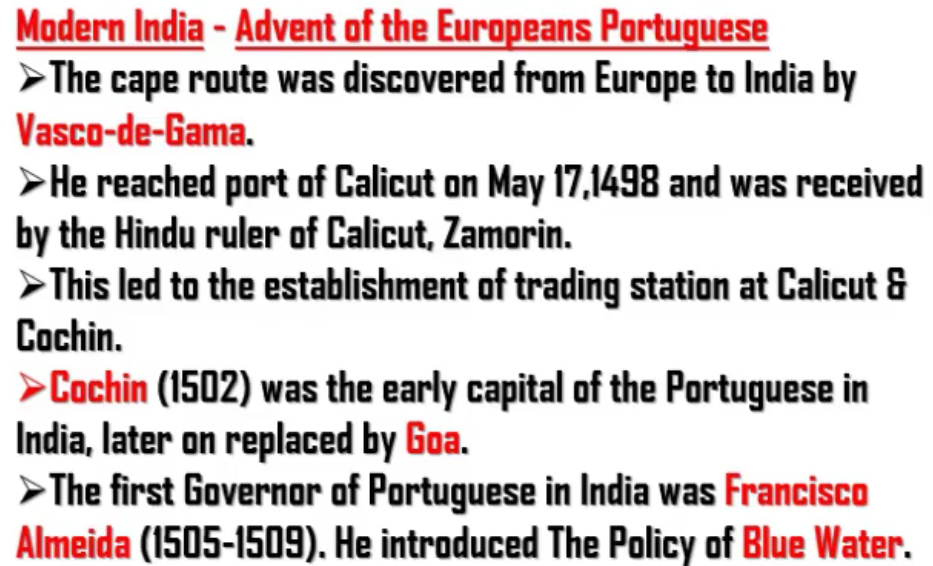 Modern India - Advent of the Europeans Portuguese
➢The cape route was discovered from Europe to India by
Vasco-de-Gama.
➢He reached port of Calicut on May 17,1498 and was received
by the Hindu ruler of Calicut, Zamorin.
➢This led to the establishment of trading station at Calicut &
Cochin.
➢Cochin (1502) was the early capital of the Portuguese in
India, later on replaced by Goa.
➢The first Governor of Portuguese in India was Francisco
Almeida (1505-1509). He introduced The Policy of Blue Water.